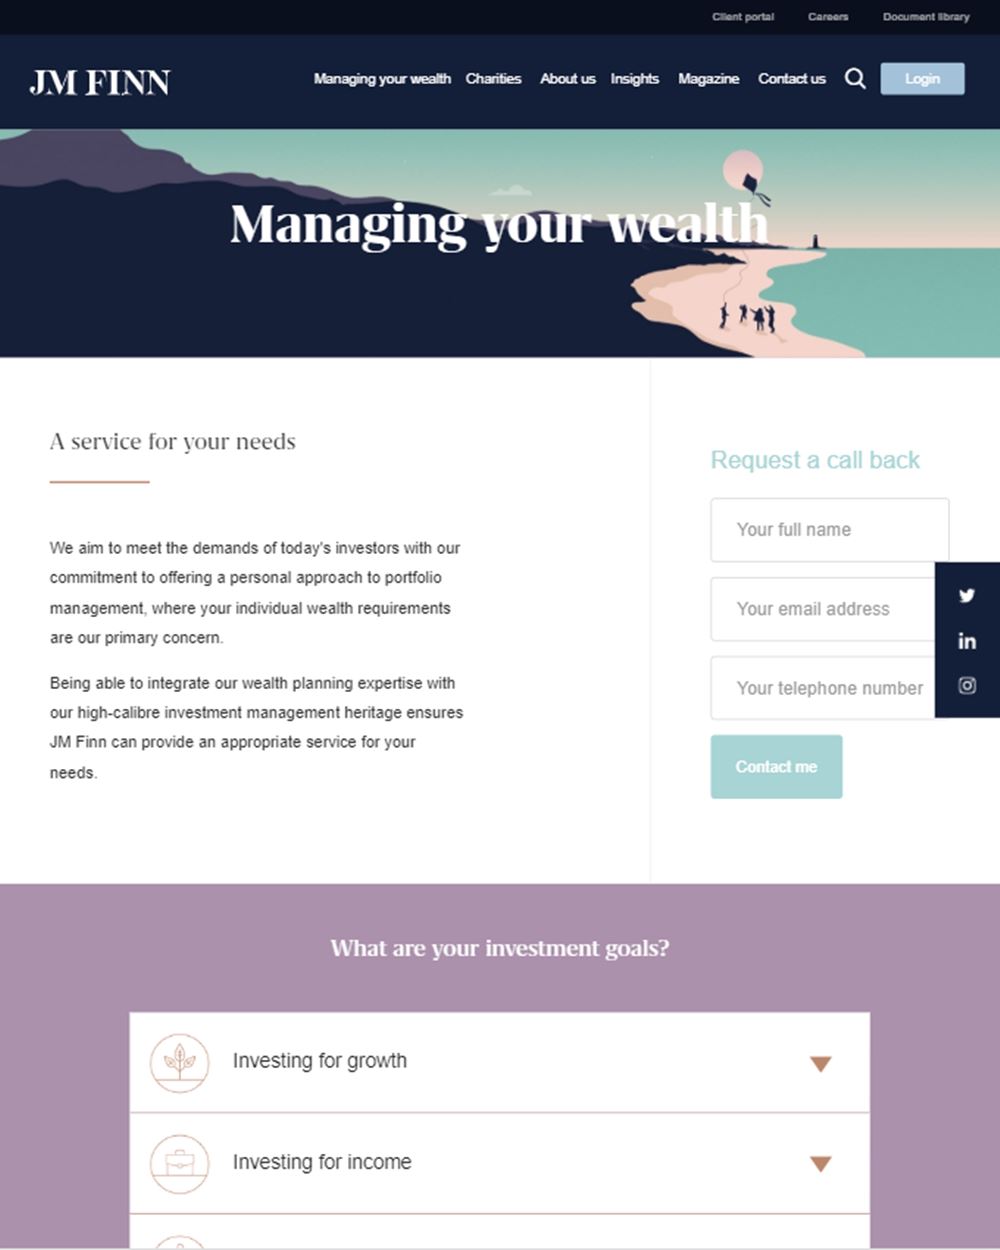 Client portal
Careers
Document library
JM FINN
Managing your wealth
Charities
About us
Insights
Magazine
Contact us
Login
Managing your wealth
A service for your needs
We aim to meet the demands of today's investors with our
commitment to offering a personal approach to portfolio
management, where your individual wealth requirements
are our primary concern.
Being able to integrate our wealth planning expertise with
our high-calibre investment management heritage ensures
JM Finn can provide an appropriate service for your
needs.
Request a call back
Your full name
Your email address
Your telephone number
Contact me
in
What are your investment goals?
Investing for growth
Investing for income